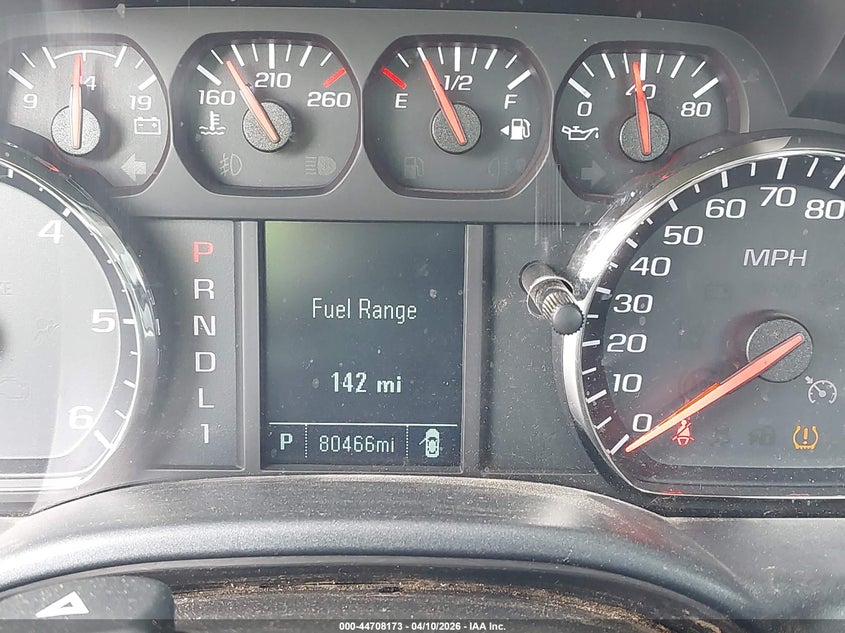 9 14 19
160 210 260
E 1/2 F
0 40 80
4
5
6
P
R
N
D
L
1
Fuel Range
142 mi
P 80466mi
0 10 20 30 40 50 60 70 80
MPH
000-44708173 - 04/10/2026 - IAA Inc.